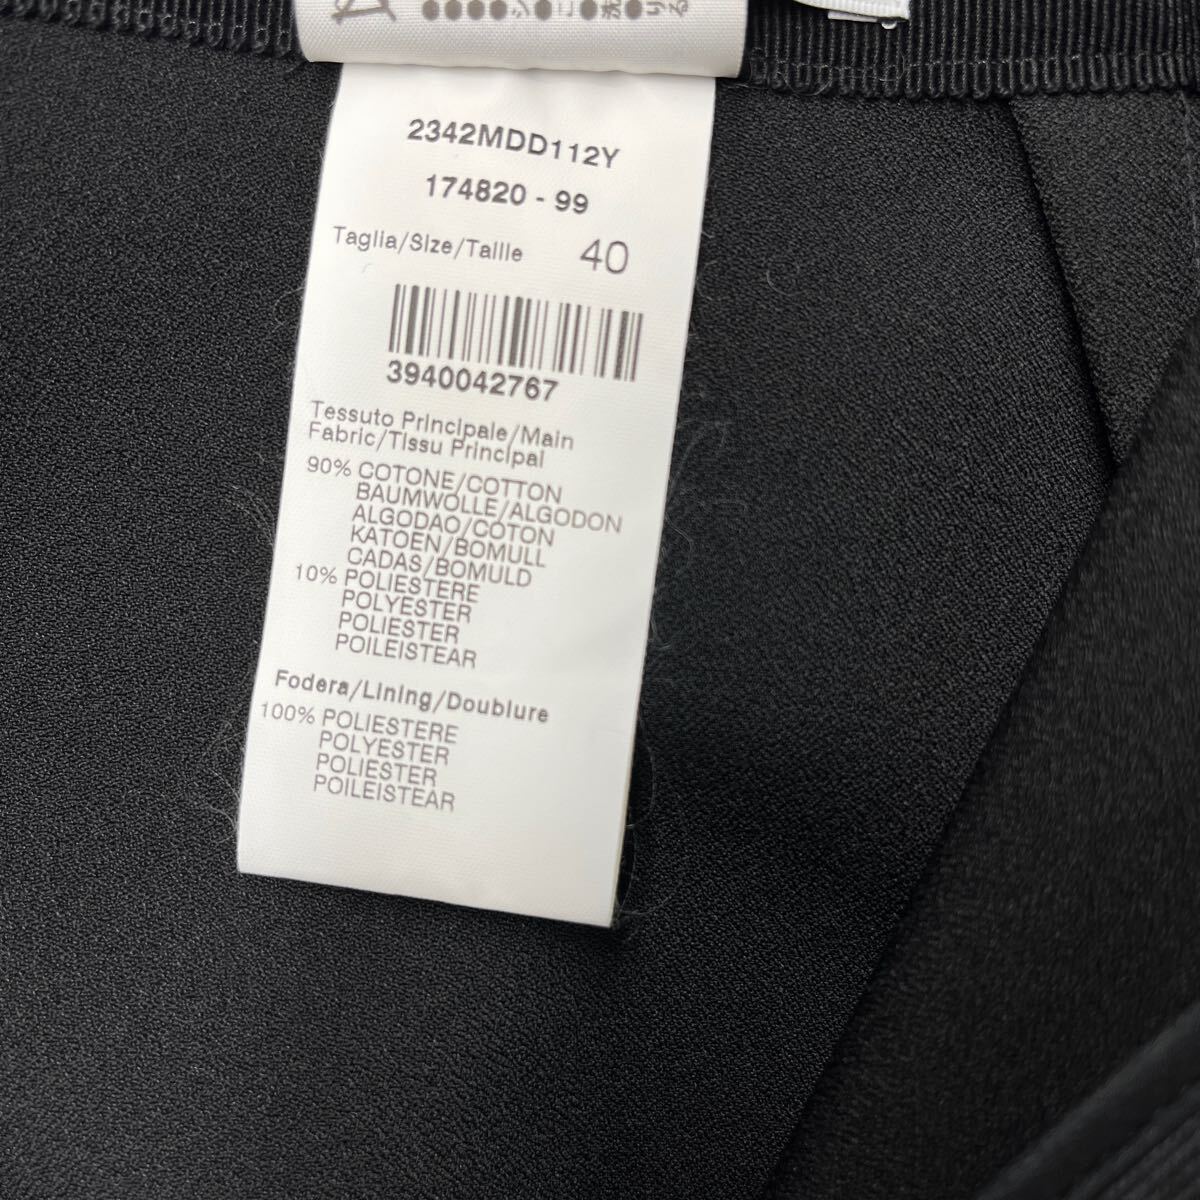 2342MDD112Y
174820 - 99
Taglia/Size/Taille 40
3940042767
Tessuto Principale/Main
Fabric/Tissu Principal
90% COTONE/COTTON
BAUMWOLLE/ALGODON
ALGODAO/COTON
KATOEN/BOMULL
CADAS/BOMULD
10% POLIESTERE
POLYESTER
POLIESTER
POILEISTEAR
Fodera/Lining/Doublure
100% POLIESTERE
POLYESTER
POLIESTER
POILEISTEAR